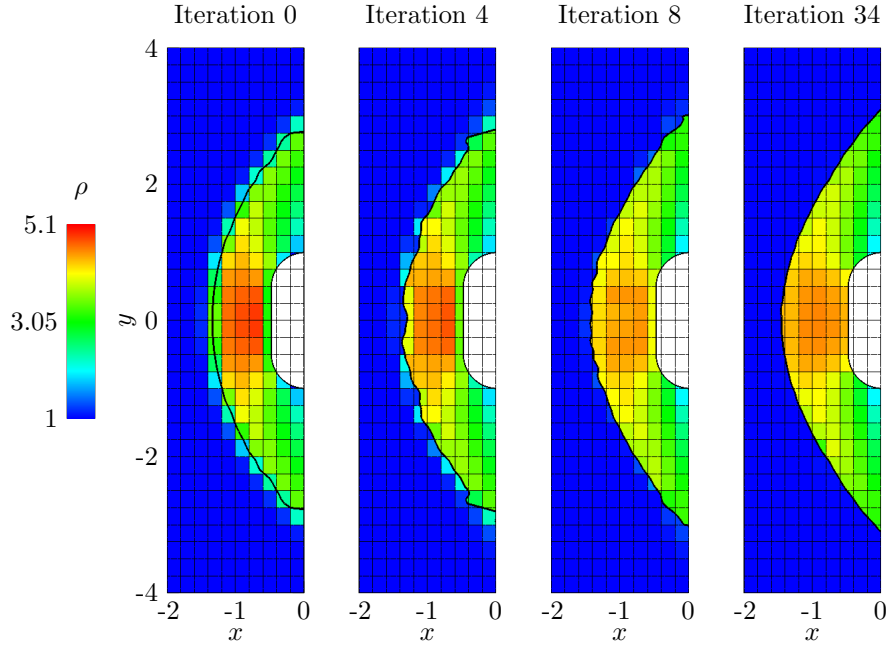 Iteration 0 Iteration 4 Iteration 8 Iteration 34
4
2
0
-2
-4
y
ρ
5.1
3.05
1
-2 -1 0 -2 -1 0 -2 -1 0 -2 -1 0
x x x x